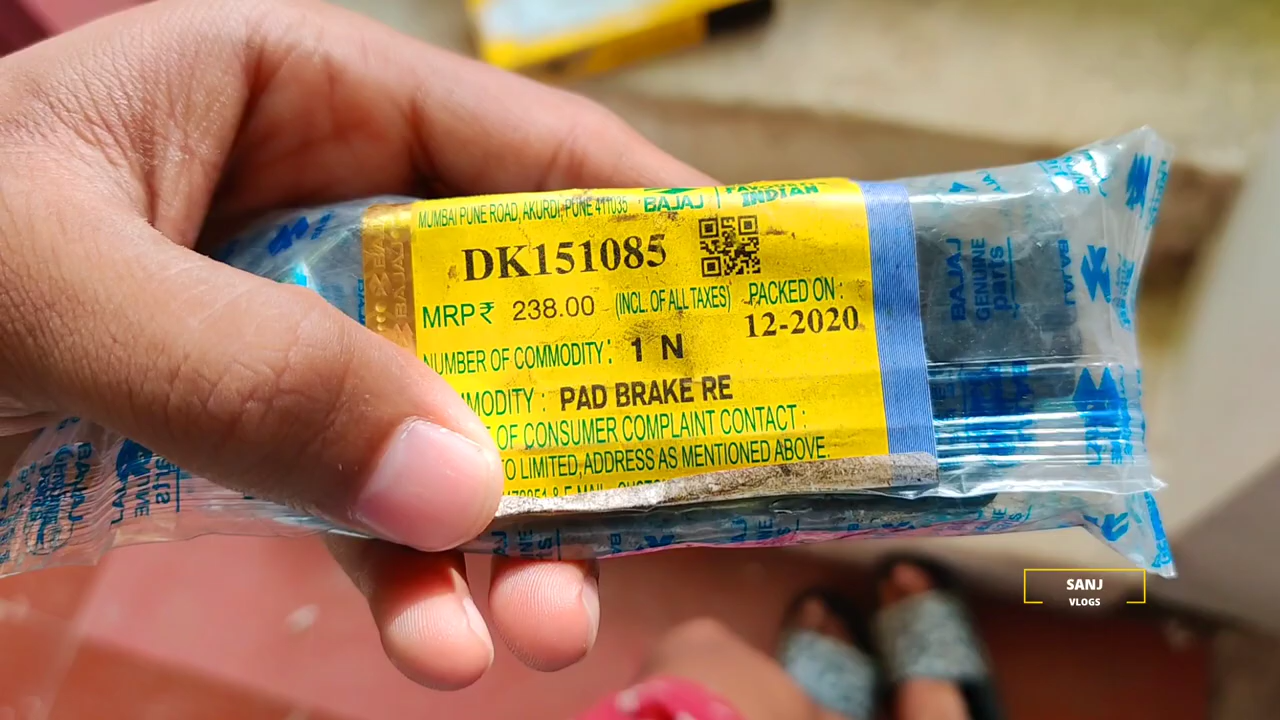 MUMBAI PUNE ROAD, AKURDI, PUNE 411035
BAJAJ | FAVOURITE INDIAN
DK151085
MRP₹ 238.00 (INCL. OF ALL TAXES)
PACKED ON :
12-2020
NUMBER OF COMMODITY: 1 N
MODITY : PAD BRAKE RE
OF CONSUMER COMPLAINT CONTACT :
TO LIMITED, ADDRESS AS MENTIONED ABOVE.
BAJAJ
GENUINE
parts
BAJAJ
SANJ
VLOGS